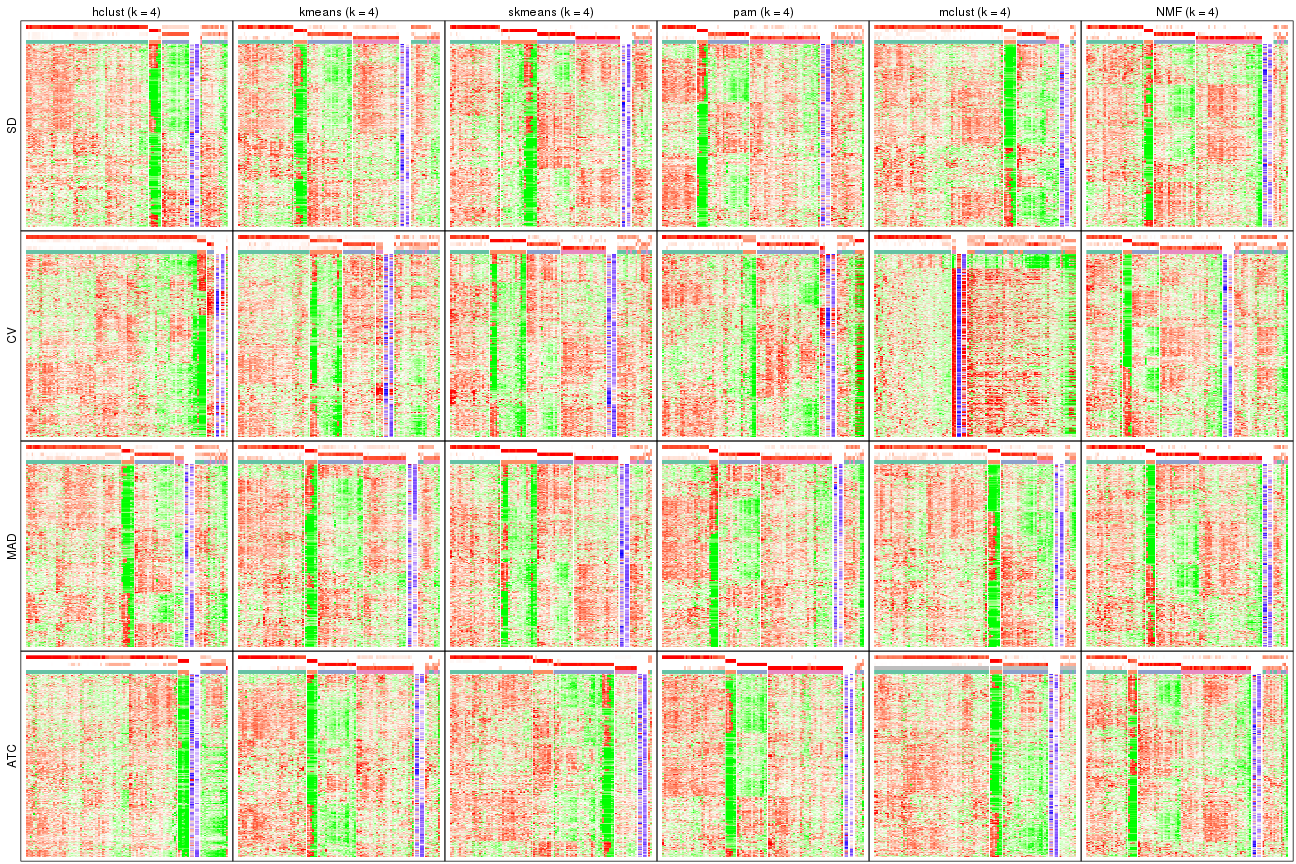 hclust (k = 4)
kmeans (k = 4)
skmeans (k = 4)
pam (k = 4)
mclust (k = 4)
NMF (k = 4)
SD
CV
MAD
ATC